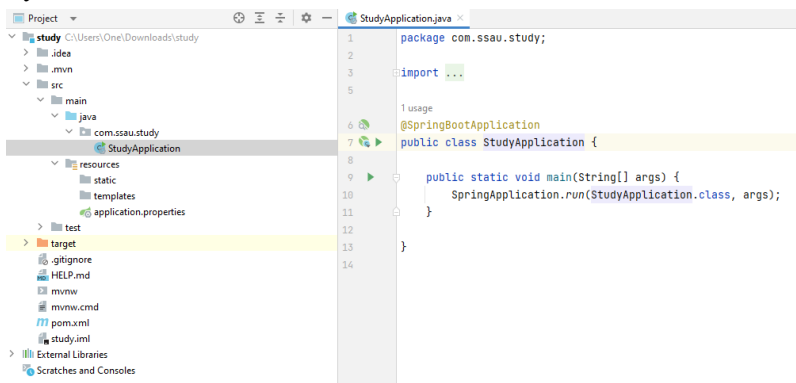 Project
study C:\Users\One\Downloads\study
.idea
.mvn
src
main
java
com.ssau.study
StudyApplication
resources
static
templates
application.properties
test
target
.gitignore
HELP.md
mvnw
mvnw.cmd
pom.xml
study.iml
External Libraries
Scratches and Consoles
StudyApplication.java
1 package com.ssau.study;
2
3 import ...
5
1 usage
6 @SpringBootApplication
7 public class StudyApplication {
8
9 public static void main(String[] args) {
10 SpringApplication.run(StudyApplication.class, args);
11 }
12
13 }
14